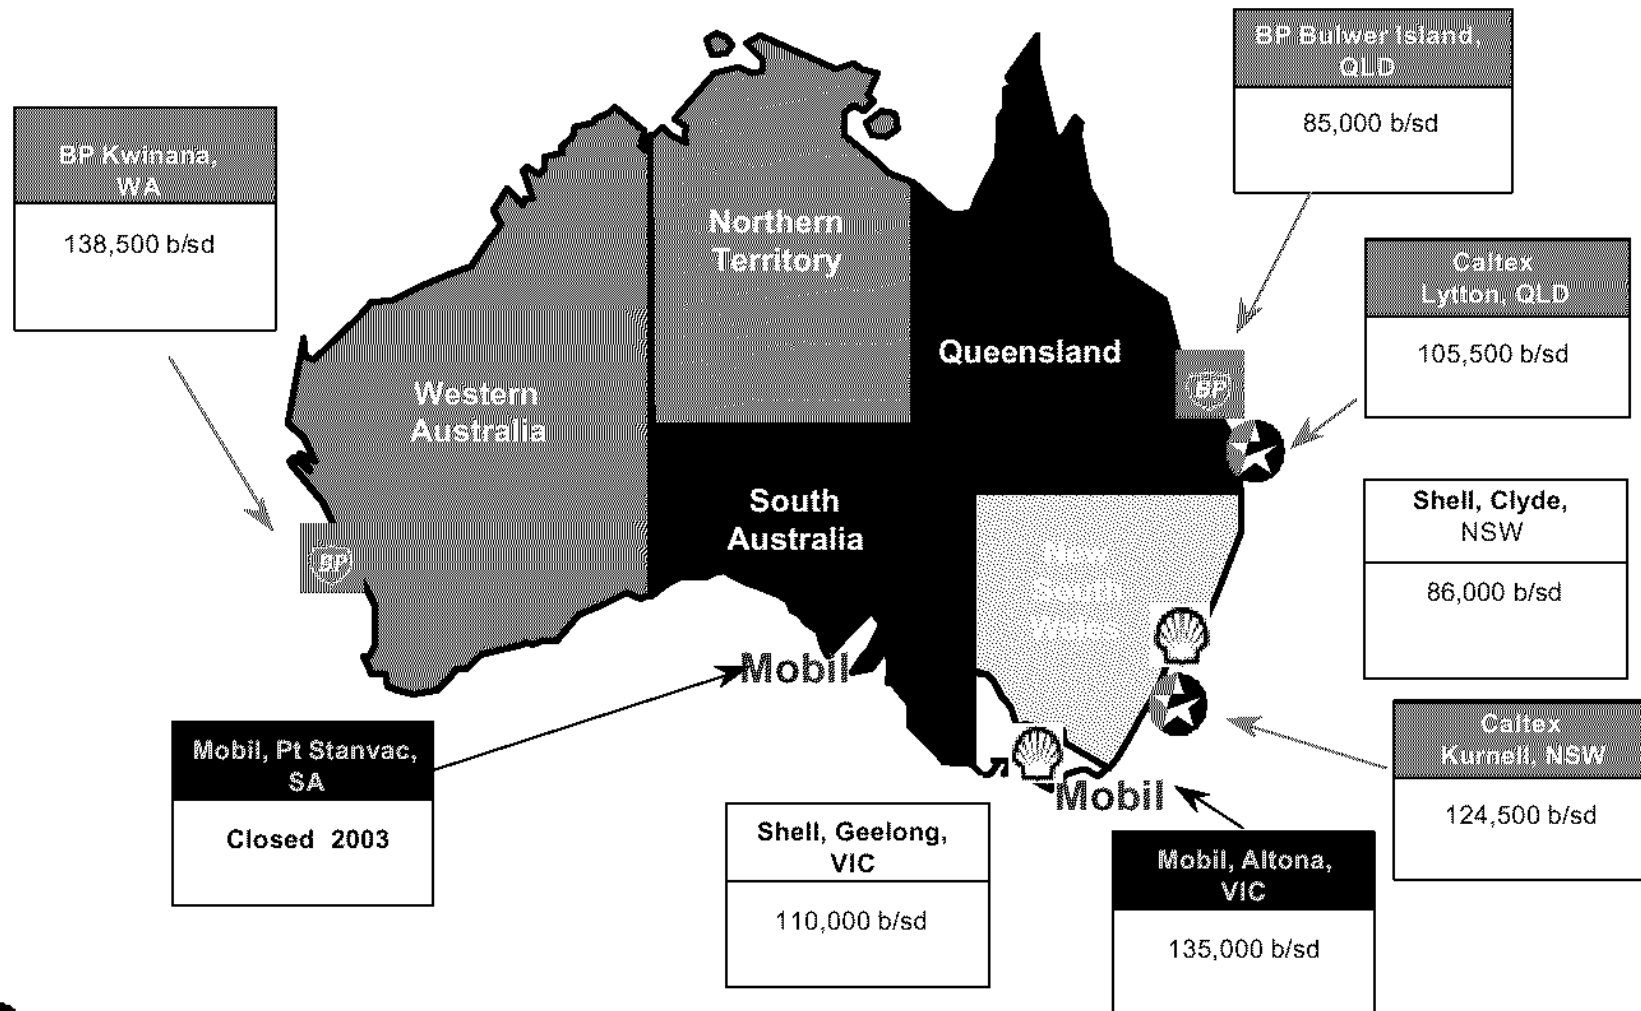 BP Bulwer Island,
QLD
85,000 b/sd
BP Kwinana,
WA
138,500 b/sd
Northern
Territory
Caltex
Lytton, QLD
105,500 b/sd
Queensland
BP
Western
Australia
South
Australia
Shell, Clyde,
NSW
86,000 b/sd
BP
New
South
Wales
Mobil
Mobil, Pt Stanvac,
SA
Closed 2003
Caltex
Kurnell, NSW
124,500 b/sd
Mobil
Shell, Geelong,
VIC
110,000 b/sd
Mobil, Altona,
VIC
135,000 b/sd